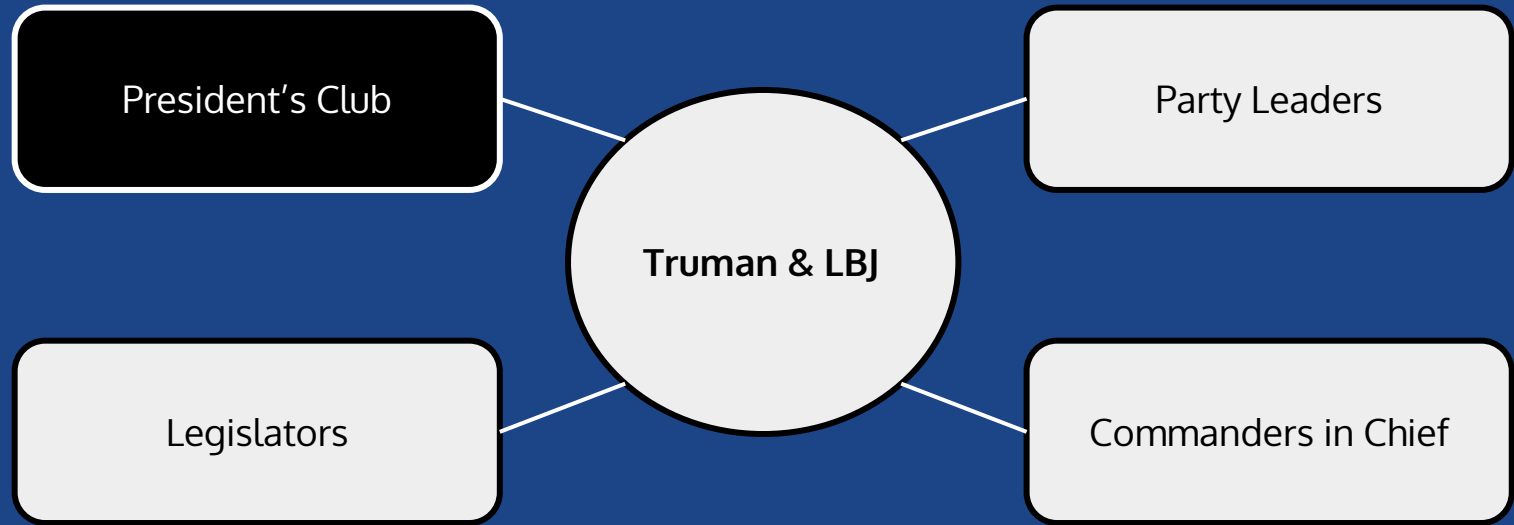 President’s Club
Party Leaders
Truman & LBJ
Legislators
Commanders in Chief